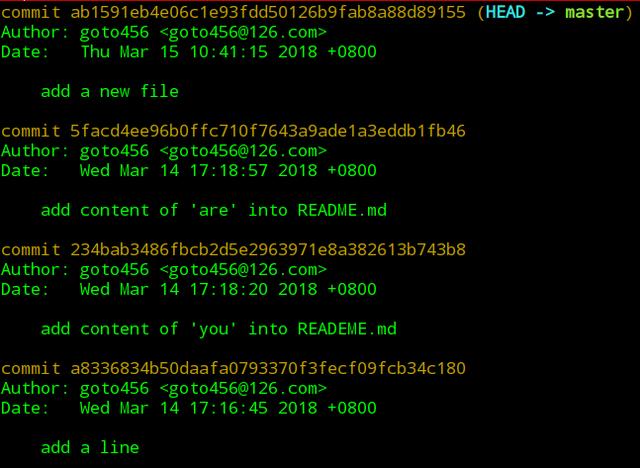 commit ab1591eb4e06c1e93fdd50126b9fab8a88d89155 (HEAD -> master)
Author: goto456 <goto456@126.com>
Date:   Thu Mar 15 10:41:15 2018 +0800
add a new file
commit 5facd4ee96b0ffc710f7643a9ade1a3eddb1fb46
Author: goto456 <goto456@126.com>
Date:   Wed Mar 14 17:18:57 2018 +0800
add content of 'are' into README.md
commit 234bab3486fbcb2d5e2963971e8a382613b743b8
Author: goto456 <goto456@126.com>
Date:   Wed Mar 14 17:18:20 2018 +0800
add content of 'you' into READEME.md
commit a8336834b50daafa0793370f3fecf09fcb34c180
Author: goto456 <goto456@126.com>
Date:   Wed Mar 14 17:16:45 2018 +0800
add a line